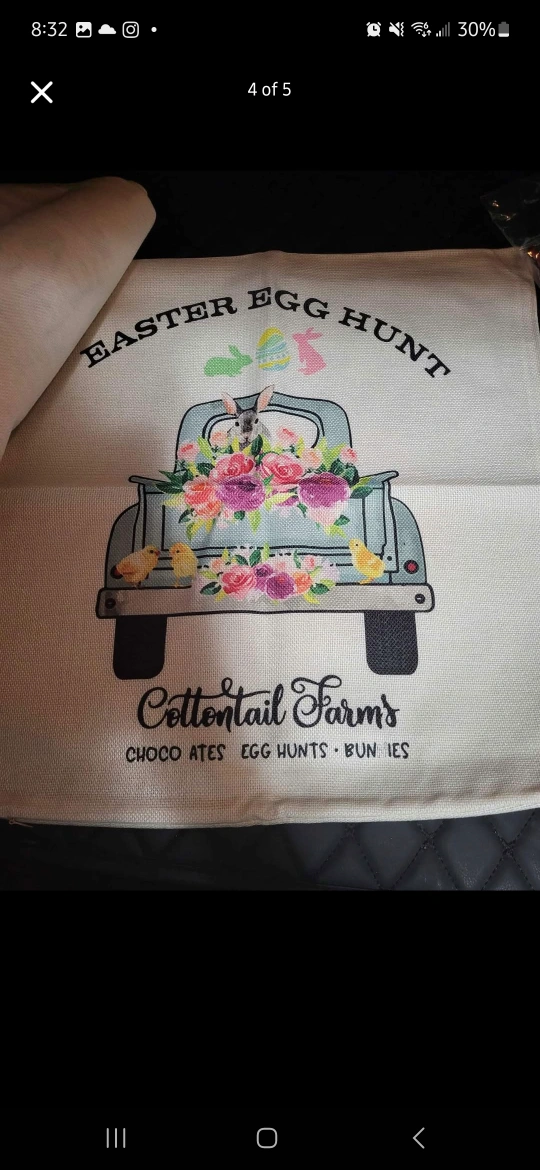 8:32
30%
4 of 5
EASTER EGG HUNT
Cottontail Farms
CHOCO ATES EGG HUNTS • BUN IES